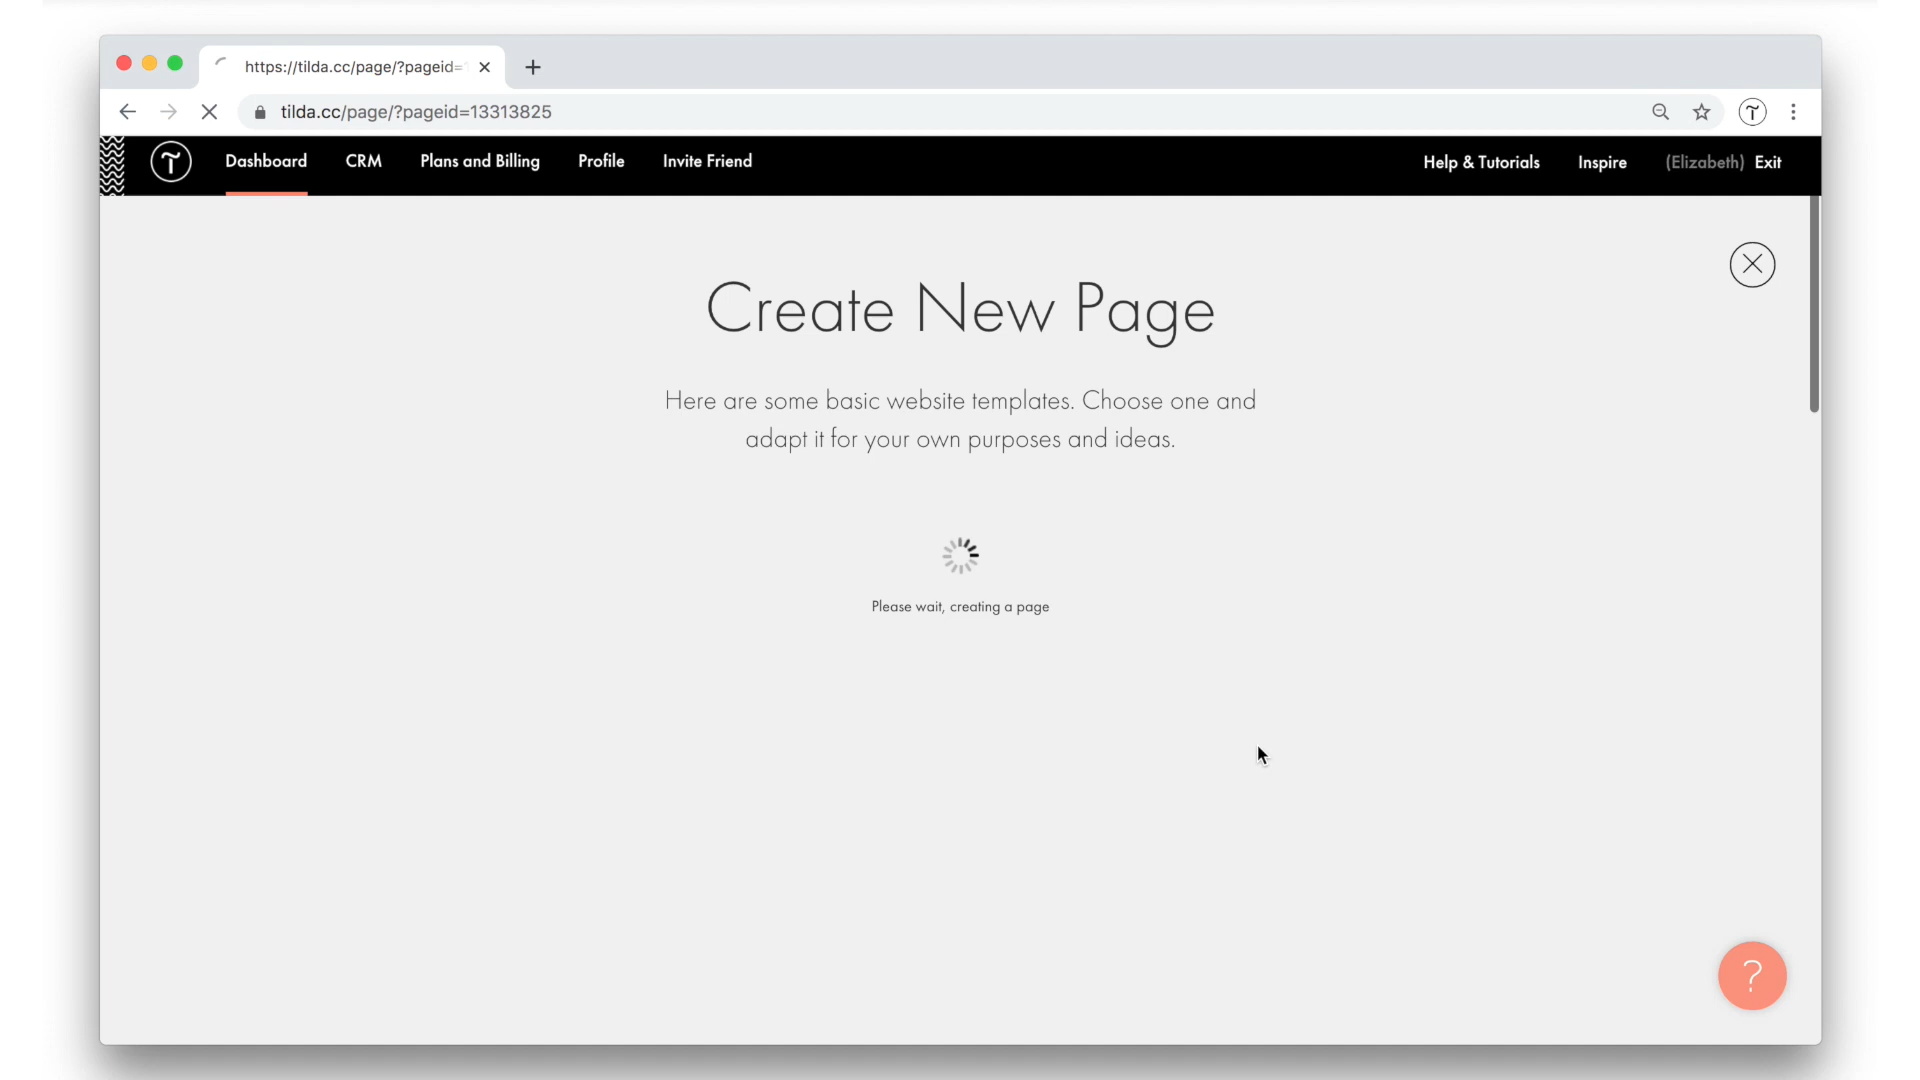 https://tilda.cc/page/?pageid=
tilda.cc/page/?pageid=13313825
Dashboard CRM Plans and Billing Profile Invite Friend Help & Tutorials Inspire (Elizabeth) Exit
Create New Page
Here are some basic website templates. Choose one and
adapt it for your own purposes and ideas.
Please wait, creating a page
?